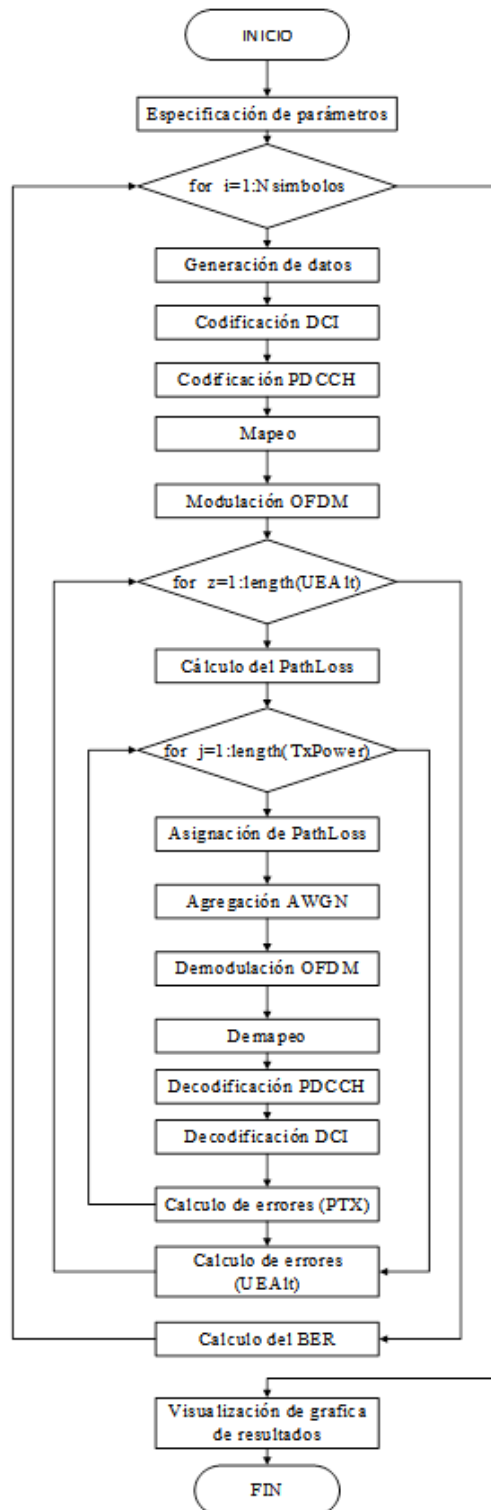 INICIO
Especificación de parámetros
for i=1:Nsimbolos
Generación de datos
Codificación DCI
Codificación PDCCH
Mapeo
Modulación OFDM
for z=1:length(UEAlt)
Cálculo del PathLoss
for j=1:length(TxPower)
Asignación de PathLoss
Agregación AWGN
Demodulación OFDM
Demapeo
Decodificación PDCCH
Decodificación DCI
Calculo de errores (PTX)
Calculo de errores
(UEAlt)
Calculo del BER
Visualización de grafica
de resultados
FIN